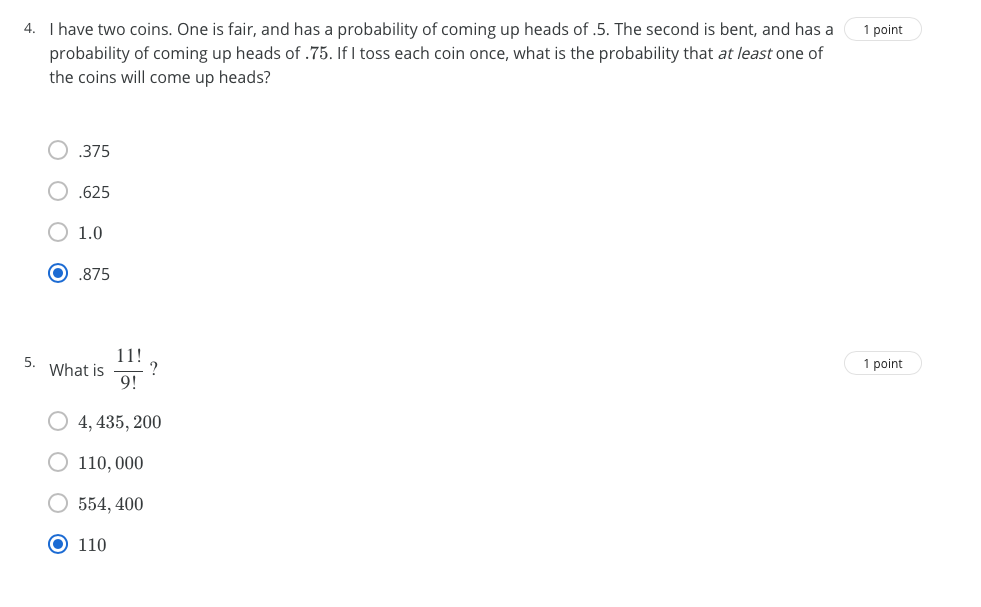 4. I have two coins. One is fair, and has a probability of coming up heads of .5. The second is bent, and has a
1 point
probability of coming up heads of .75. If I toss each coin once, what is the probability that at least one of
the coins will come up heads?
.375
.625
1.0
.875
5. What is 11!/9! ?
1 point
4,435,200
110,000
554,400
110